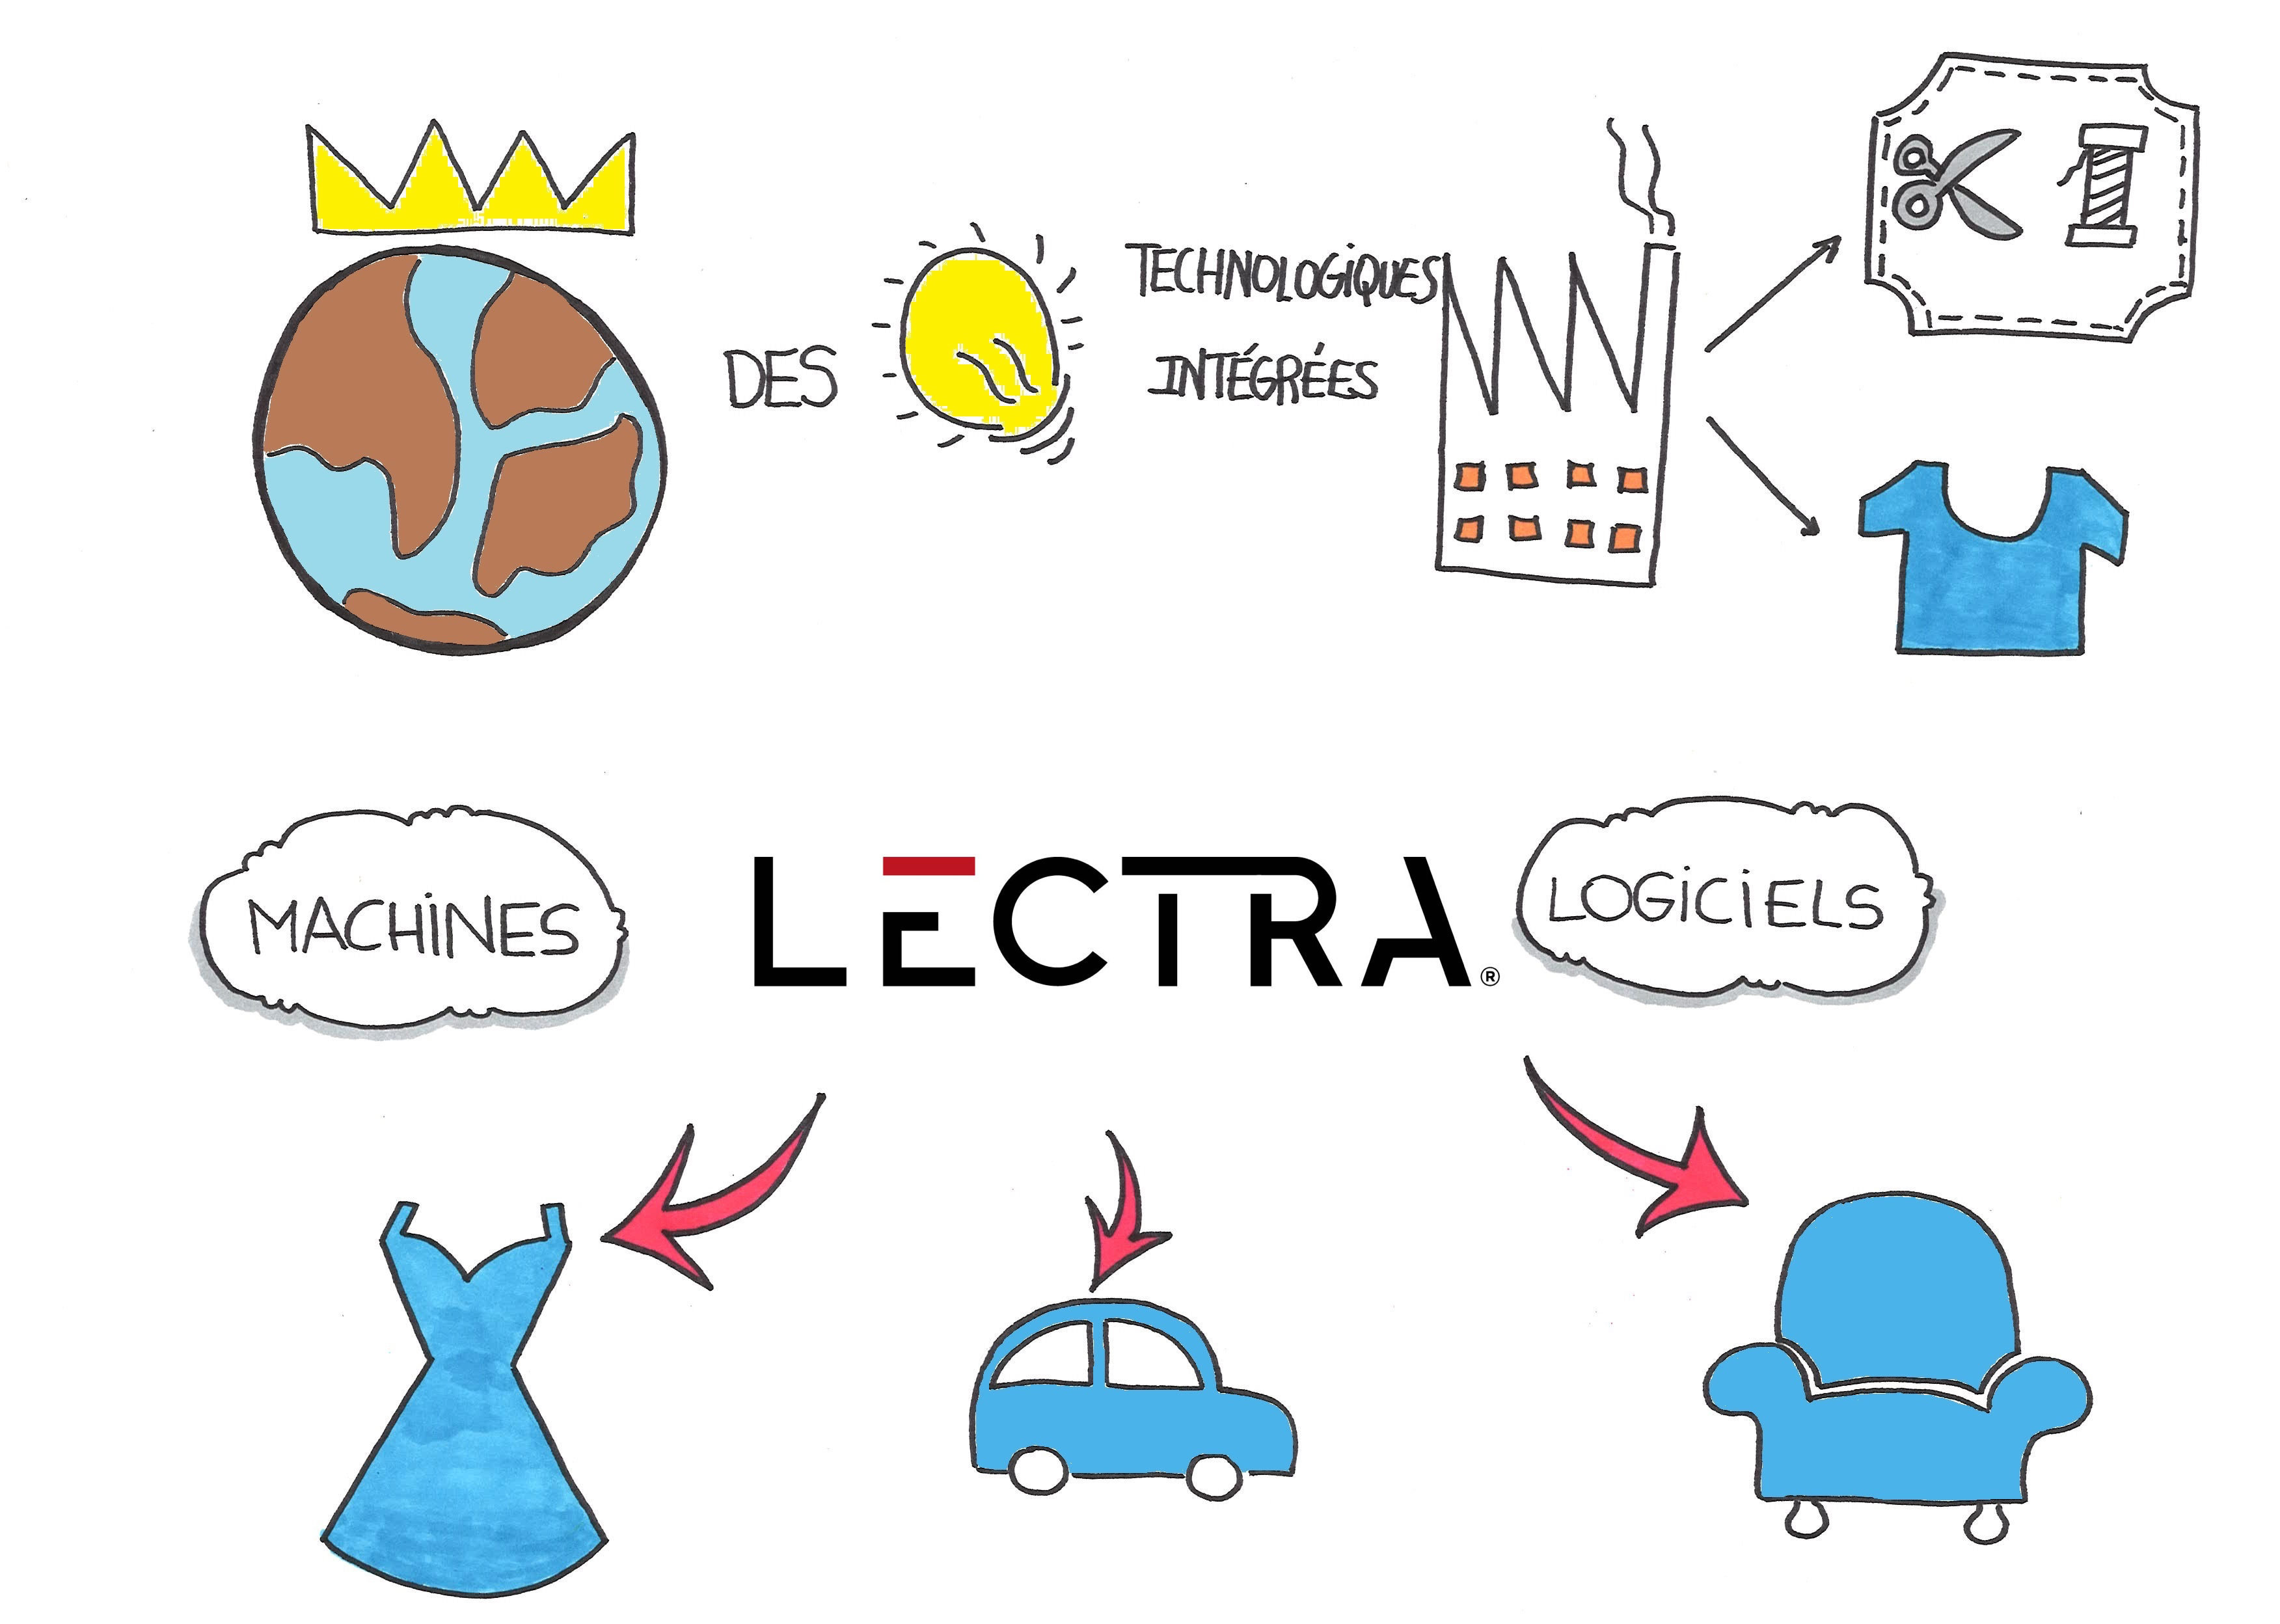 DES
TECHNOLOGIQUES
INTÉGRÉES
MACHINES
LECTRA®
LOGICIELS